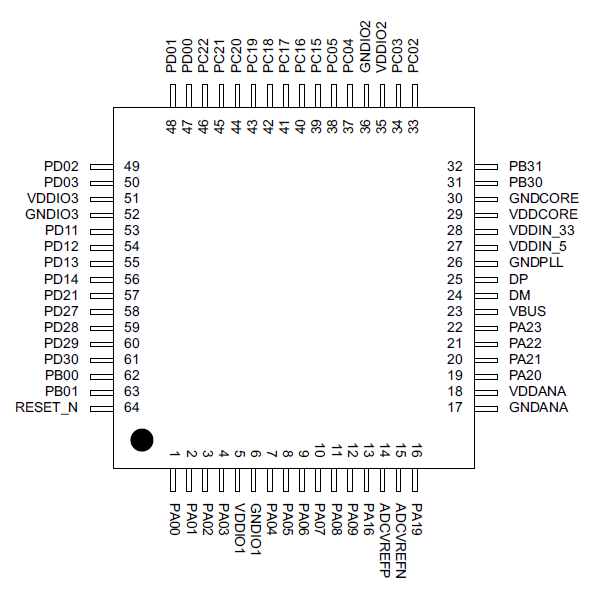 PD01 PD00 PC22 PC21 PC20 PC19 PC18 PC17 PC16 PC15 PC05 PC04 GNDIO2 VDDIO2 PC03 PC02
48 47 46 45 44 43 42 41 40 39 38 37 36 35 34 33
PD02 49 32 PB31
PD03 50 31 PB30
VDDIO3 51 30 GNDCORE
GNDIO3 52 29 VDDCORE
PD11 53 28 VDDIN_33
PD12 54 27 VDDIN_5
PD13 55 26 GNDPLL
PD14 56 25 DP
PD21 57 24 DM
PD27 58 23 VBUS
PD28 59 22 PA23
PD29 60 21 PA22
PD30 61 20 PA21
PB00 62 19 PA20
PB01 63 18 VDDANA
RESET_N 64 17 GNDANA
1 2 3 4 5 6 7 8 9 10 11 12 13 14 15 16
PA00 PA01 PA02 PA03 VDDIO1 GNDIO1 PA04 PA05 PA06 PA07 PA08 PA09 PA16 ADCVREFP ADCVREFN PA19